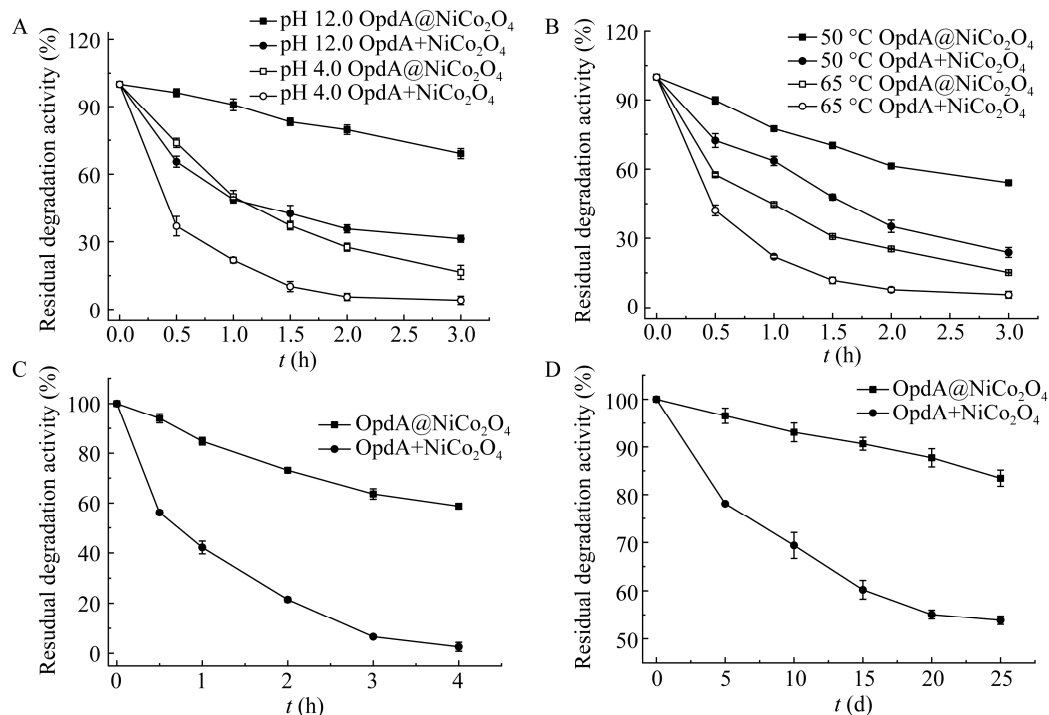 A
Residual degradation activity (%)
120
90
60
30
0
pH 12.0 OpdA@NiCo₂O₄
pH 12.0 OpdA+NiCo₂O₄
pH 4.0 OpdA@NiCo₂O₄
pH 4.0 OpdA+NiCo₂O₄
0.0 0.5 1.0 1.5 2.0 2.5 3.0
t (h)
B
Residual degradation activity (%)
120
90
60
30
0
50 °C OpdA@NiCo₂O₄
50 °C OpdA+NiCo₂O₄
65 °C OpdA@NiCo₂O₄
65 °C OpdA+NiCo₂O₄
0.0 0.5 1.0 1.5 2.0 2.5 3.0
t (h)
C
Resudual degradation activity (%)
100
80
60
40
20
0
OpdA@NiCo₂O₄
OpdA+NiCo₂O₄
0 1 2 3 4
t (h)
D
Residual degradation activity (%)
100
90
80
70
60
50
OpdA@NiCo₂O₄
OpdA+NiCo₂O₄
0 5 10 15 20 25
t (d)